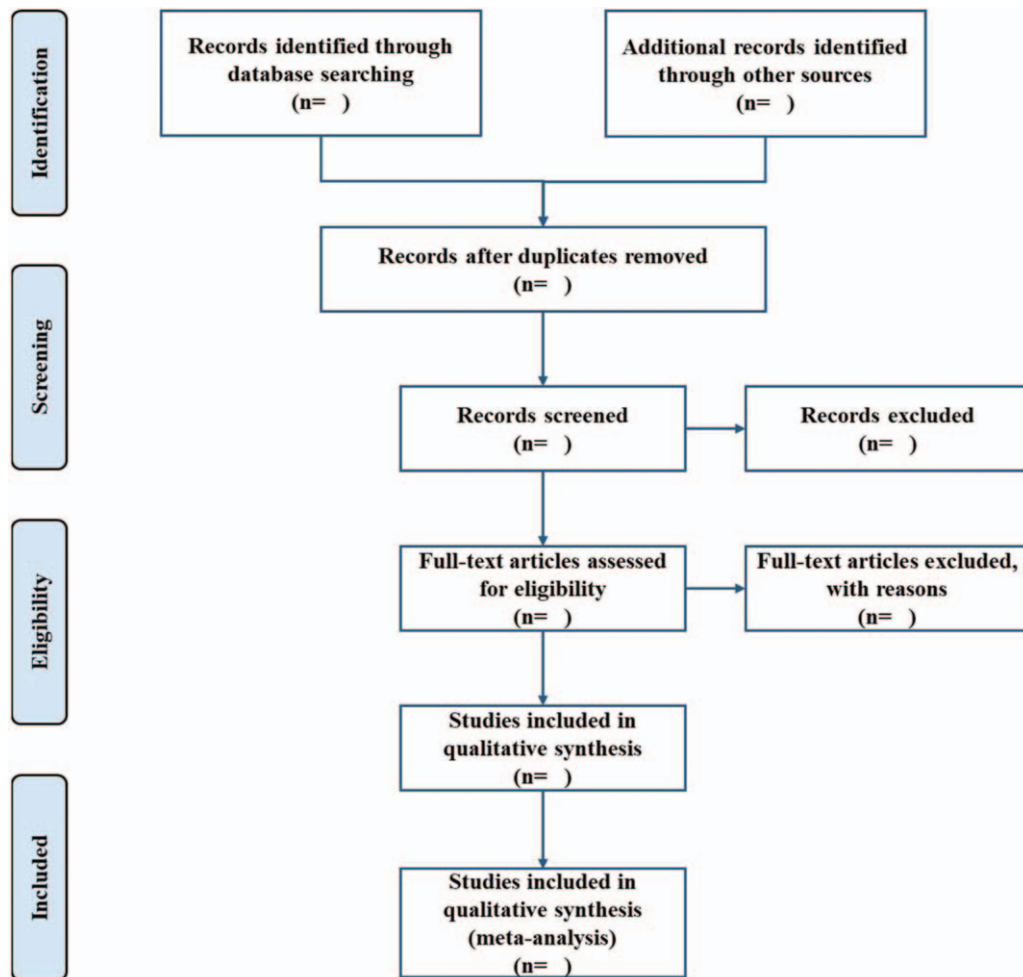 Identification
Records identified through
database searching
(n= )
Additional records identified
through other sources
(n= )
Records after duplicates removed
(n= )
Screening
Records screened
(n= )
Records excluded
(n= )
Eligibility
Full-text articles assessed
for eligibility
(n= )
Full-text articles excluded,
with reasons
(n= )
Studies included in
qualitative synthesis
(n= )
Included
Studies included in
qualitative synthesis
(meta-analysis)
(n= )